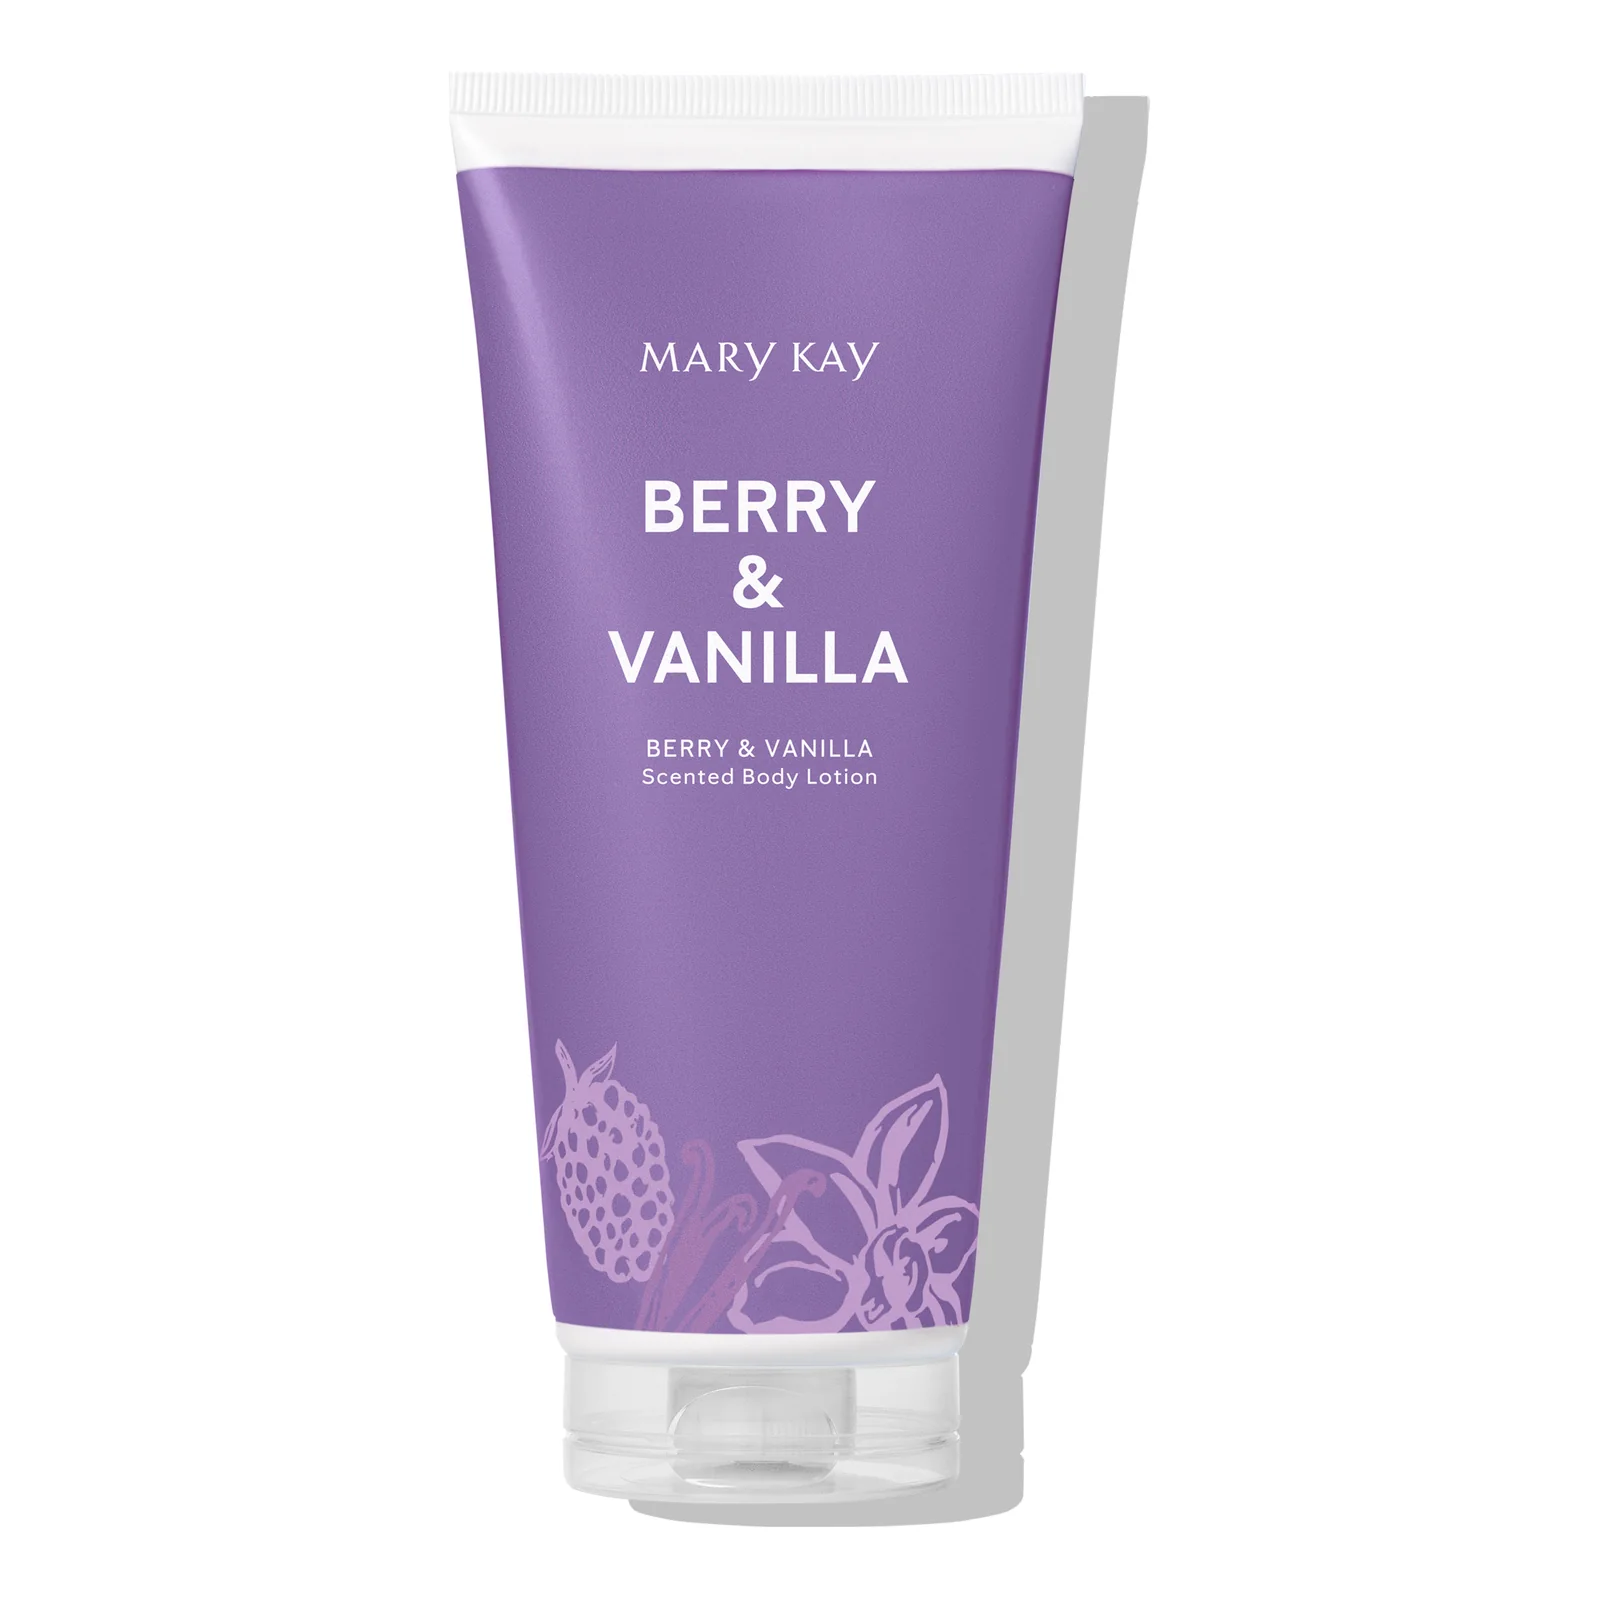 MARY KAY
BERRY
&
VANILLA
BERRY & VANILLA
Scented Body Lotion